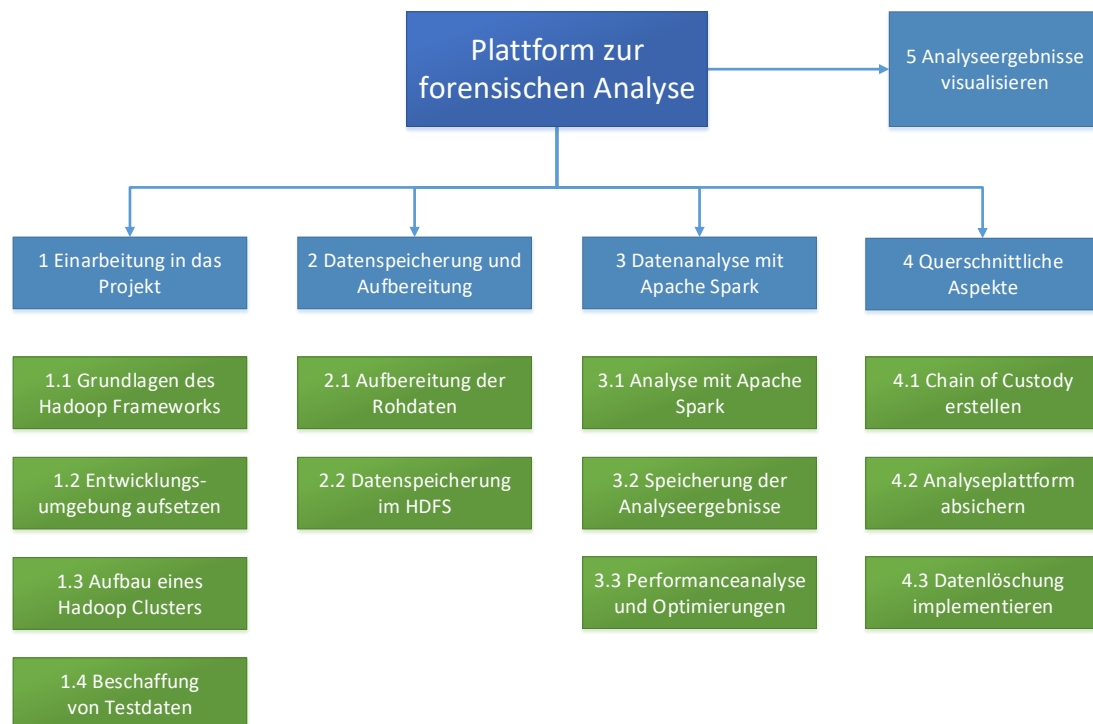 Plattform zur
forensischen Analyse
5 Analyseergebnisse
visualisieren
1 Einarbeitung in das
Projekt
2 Datenspeicherung und
Aufbereitung
3 Datenanalyse mit
Apache Spark
4 Querschnittliche
Aspekte
1.1 Grundlagen des
Hadoop Frameworks
2.1 Aufbereitung der
Rohdaten
3.1 Analyse mit Apache
Spark
4.1 Chain of Custody
erstellen
1.2 Entwicklungs-
umgebung aufsetzen
2.2 Datenspeicherung
im HDFS
3.2 Speicherung der
Analyseergebnisse
4.2 Analyseplattform
absichern
1.3 Aufbau eines
Hadoop Clusters
3.3 Performanceanalyse
und Optimierungen
4.3 Datenlöschung
implementieren
1.4 Beschaffung
von Testdaten